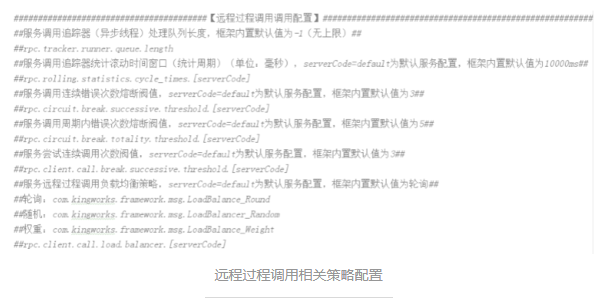 ######################################【远程过程调用调用配置】######################################################
##服务调用追踪器（异步线程）处理队列长度，框架内置默认值为-1（无上限）##
##rpc.tracker.runner.queue.length
##服务调用追踪器统计滚动时间窗口（统计周期）(单位，毫秒)，serverCode=default为默认服务配置，框架内置默认值为10000ms##
##rpc.rolling.statistics.cycle_times.[serverCode]
##服务调用连续错误次数熔断阀值，serverCode=default为默认服务配置，框架内置默认值为3##
##rpc.circuit.break.successive.threshold.[serverCode]
##服务调用周期内错误次数熔断阀值，serverCode=default为默认服务配置，框架内置默认值为5##
##rpc.circuit.break.totality.threshold.[serverCode]
##服务尝试连续调用次数阀值，serverCode=default为默认服务配置，框架内置默认值为3##
##rpc.client.call.break.successive.threshold.[serverCode]
##服务远程过程调用负载均衡策略，serverCode=default为默认服务配置，框架内置默认值为轮询##
##轮询：com.kingworks.framework.msg.LoadBalance_Round
##随机：com.kingworks.framework.msg.LoadBalancer_Random
##权重：com.kingworks.framework.msg.LoadBalance_Weight
##rpc.client.call.load.balancer.[serverCode]
远程过程调用相关策略配置